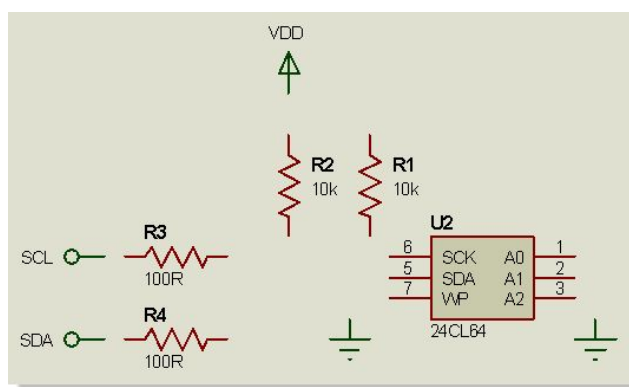 VDD
R2
10k
R1
10k
U2
R3
SCL
100R
R4
SDA
100R
6 SCK A0 1
5 SDA A1 2
7 WP A2 3
24CL64